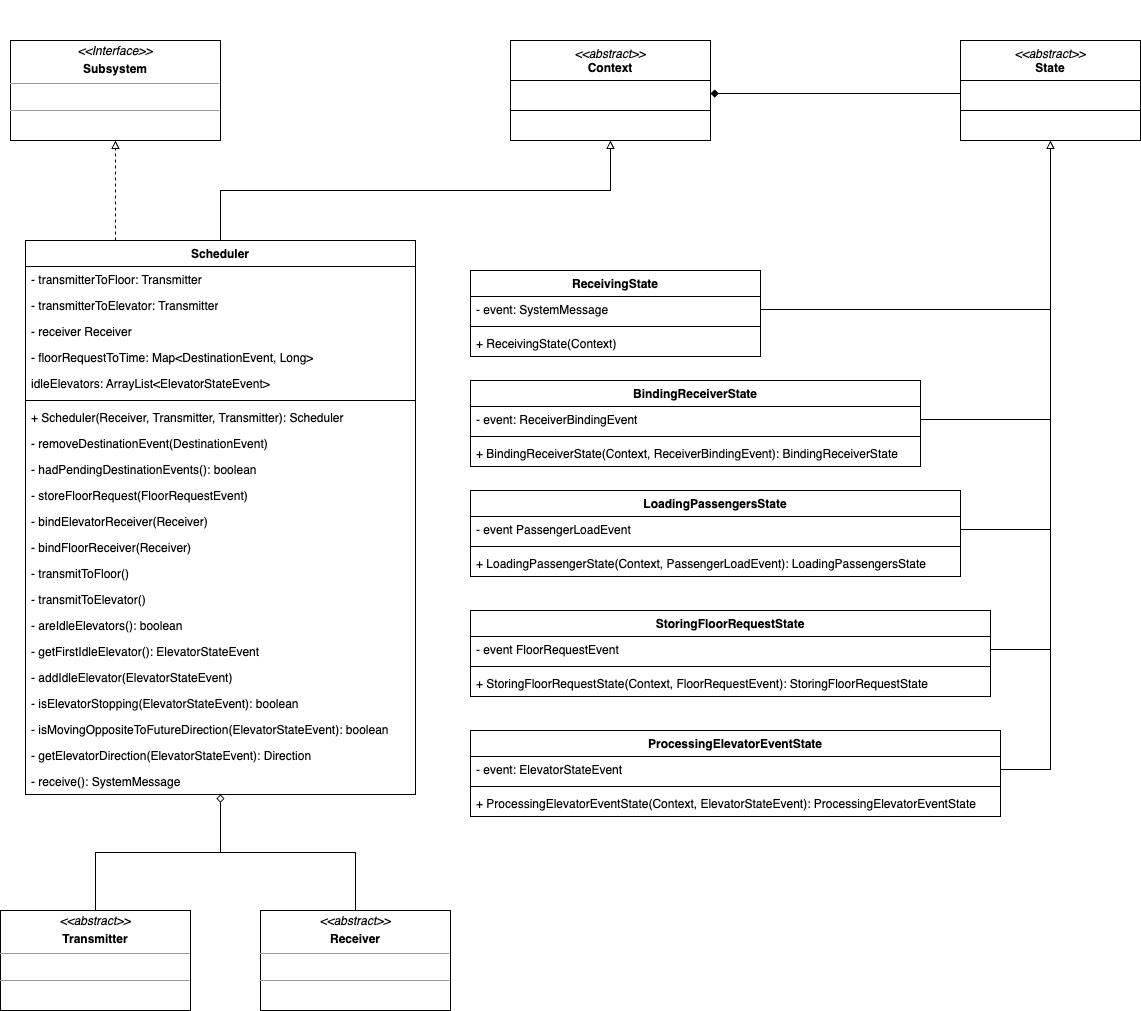 <<Interface>>
Subsystem
<<abstract>>
Context
<<abstract>>
State
Scheduler
- transmitterToFloor: Transmitter
- transmitterToElevator: Transmitter
- receiver Receiver
- floorRequestToTime: Map<DestinationEvent, Long>
idleElevators: ArrayList<ElevatorStateEvent>
+ Scheduler(Receiver, Transmitter, Transmitter): Scheduler
- removeDestinationEvent(DestinationEvent)
- hadPendingDestinationEvents(): boolean
- storeFloorRequest(FloorRequestEvent)
- bindElevatorReceiver(Receiver)
- bindFloorReceiver(Receiver)
- transmitToFloor()
- transmitToElevator()
- areIdleElevators(): boolean
- getFirstIdleElevator(): ElevatorStateEvent
- addIdleElevator(ElevatorStateEvent)
- isElevatorStopping(ElevatorStateEvent): boolean
- isMovingOppositeToFutureDirection(ElevatorStateEvent): boolean
- getElevatorDirection(ElevatorStateEvent): Direction
- receive(): SystemMessage
ReceivingState
- event: SystemMessage
+ ReceivingState(Context)
BindingReceiverState
- event: ReceiverBindingEvent
+ BindingReceiverState(Context, ReceiverBindingEvent): BindingReceiverState
LoadingPassengersState
- event PassengerLoadEvent
+ LoadingPassengerState(Context, PassengerLoadEvent): LoadingPassengersState
StoringFloorRequestState
- event FloorRequestEvent
+ StoringFloorRequestState(Context, FloorRequestEvent): StoringFloorRequestState
ProcessingElevatorEventState
- event: ElevatorStateEvent
+ ProcessingElevatorEventState(Context, ElevatorStateEvent): ProcessingElevatorEventState
<<abstract>>
Transmitter
<<abstract>>
Receiver